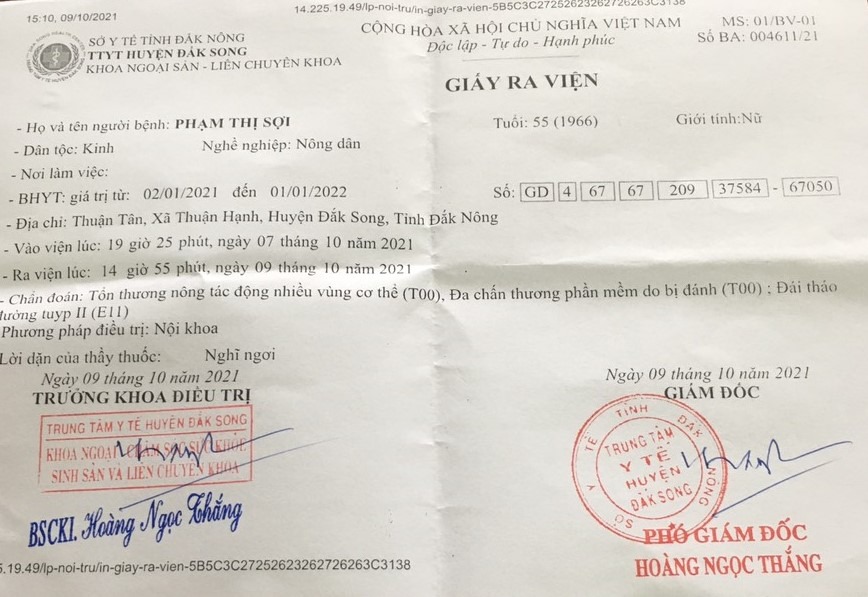 15:10, 09/10/2021
14.225.19.49/lp-noi-tru/in-giay-ra-vien-5B5C3C27252623262726263C3138
SỞ Y TẾ TỈNH ĐẮK NÔNG
TTYT HUYỆN ĐẮK SONG
KHOA NGOẠI SẢN - LIÊN CHUYÊN KHOA
CỘNG HÒA XÃ HỘI CHỦ NGHĨA VIỆT NAM
Độc lập - Tự do - Hạnh phúc
MS: 01/BV-01
Số BA: 004611/21
GIẤY RA VIỆN
- Họ và tên người bệnh: PHẠM THỊ SỢI Tuổi: 55 (1966) Giới tính:Nữ
- Dân tộc: Kinh Nghề nghiệp: Nông dân
- Nơi làm việc:
- BHYT: giá trị từ: 02/01/2021 đến 01/01/2022 Số: GD 4 67 67 209 37584 - 67050
- Địa chỉ: Thuận Tân, Xã Thuận Hạnh, Huyện Đắk Song, Tỉnh Đắk Nông
- Vào viện lúc: 19 giờ 25 phút, ngày 07 tháng 10 năm 2021
- Ra viện lúc: 14 giờ 55 phút, ngày 09 tháng 10 năm 2021
- Chẩn đoán: Tổn thương nông tác động nhiều vùng cơ thể (T00), Đa chấn thương phần mềm do bị đánh (T00) ; Đái tháo
đường tuyp II (E11)
Phương pháp điều trị: Nội khoa
Lời dặn của thầy thuốc: Nghĩ ngơi
Ngày 09 tháng 10 năm 2021
TRƯỞNG KHOA ĐIỀU TRỊ
TRUNG TÂM Y TẾ HUYỆN ĐẮK SONG
KHOA NGOẠI CHĂM SÓC SỨC KHỎE
SINH SẢN VÀ LIÊN CHUYÊN KHOA
BSCKI. Hoàng Ngọc Thắng
Ngày 09 tháng 10 năm 2021
GIÁM ĐỐC
SỞ Y TẾ TỈNH ĐẮK NÔNG
TRUNG TÂM
Y TẾ
HUYỆN
ĐẮK SONG
PHÓ GIÁM ĐỐC
HOÀNG NGỌC THẮNG
5.19.49/lp-noi-tru/in-giay-ra-vien-5B5C3C27252623262726263C3138